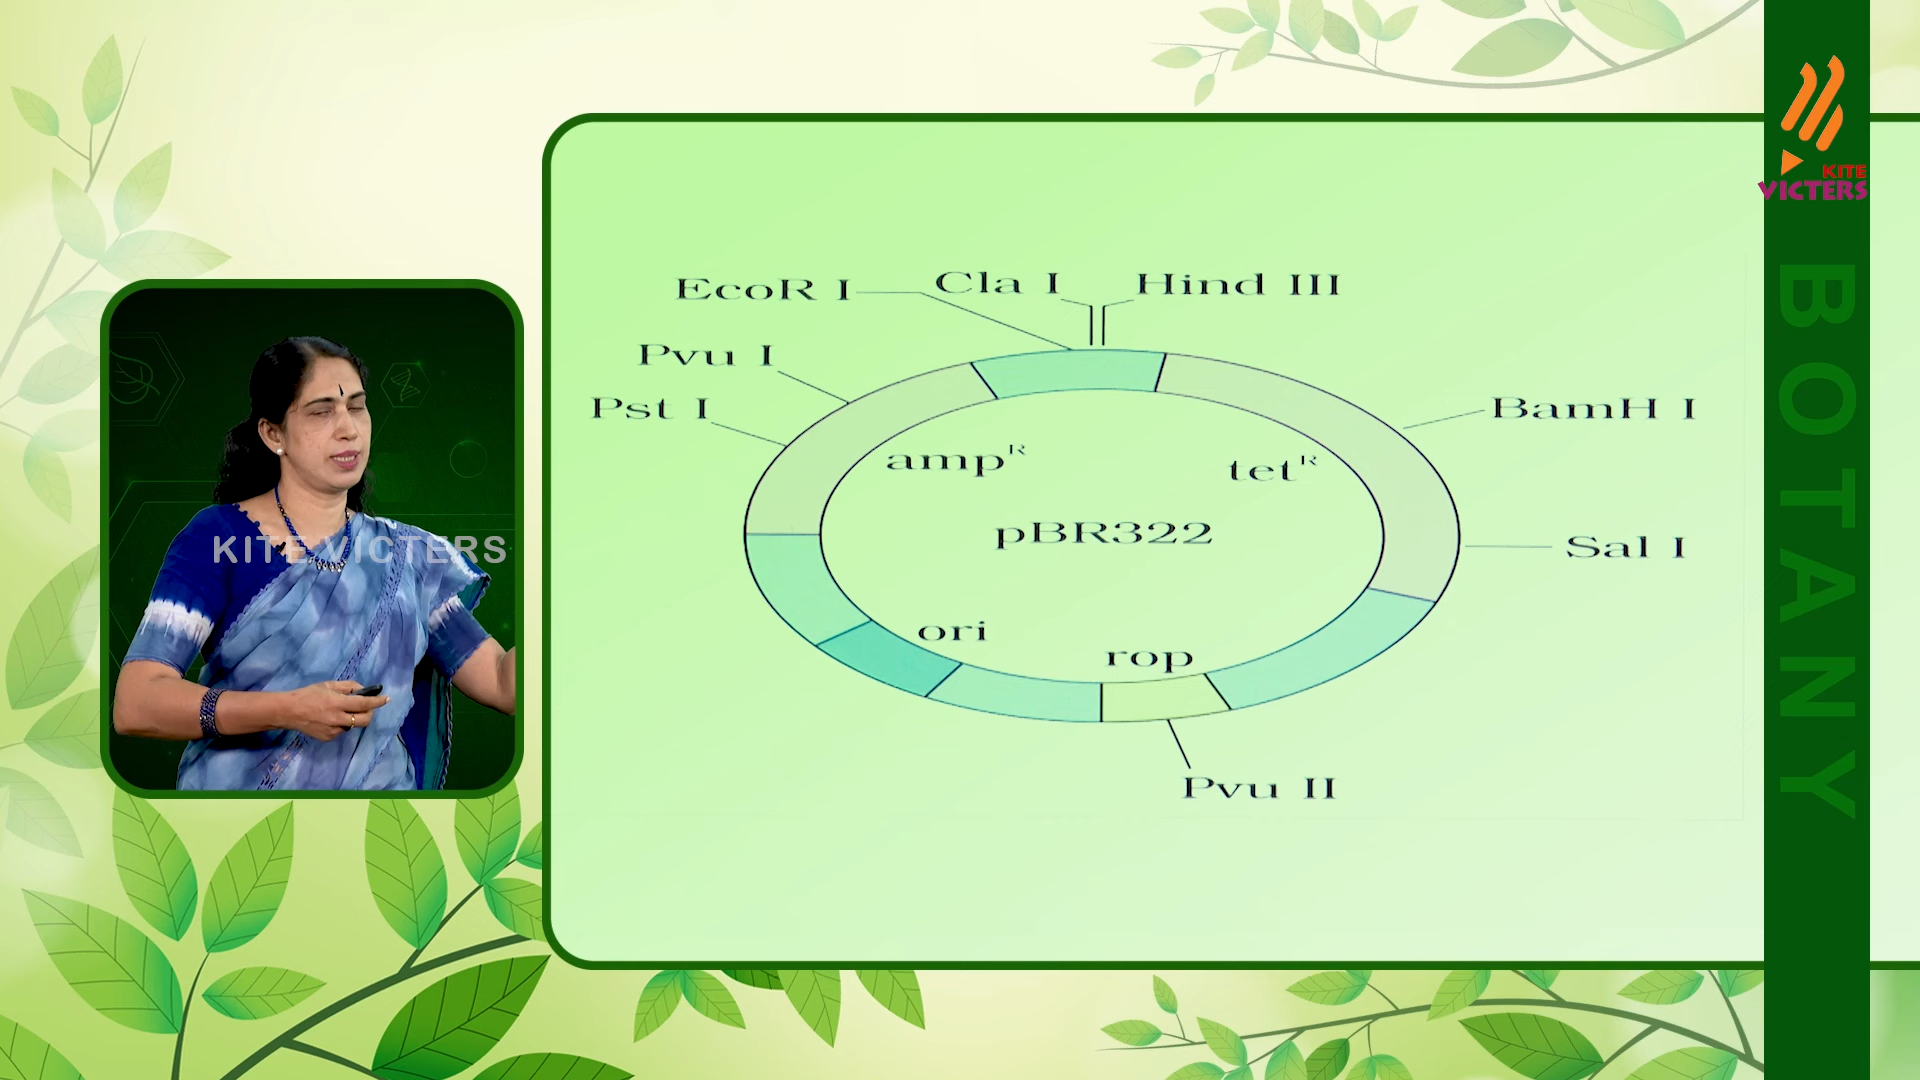 KITE
VICTERS
BOTANY
KITE VICTERS
EcoR I
Cla I
Hind III
Pvu I
Pst I
BamH I
amp^R
tet^R
pBR322
Sal I
ori
rop
Pvu II